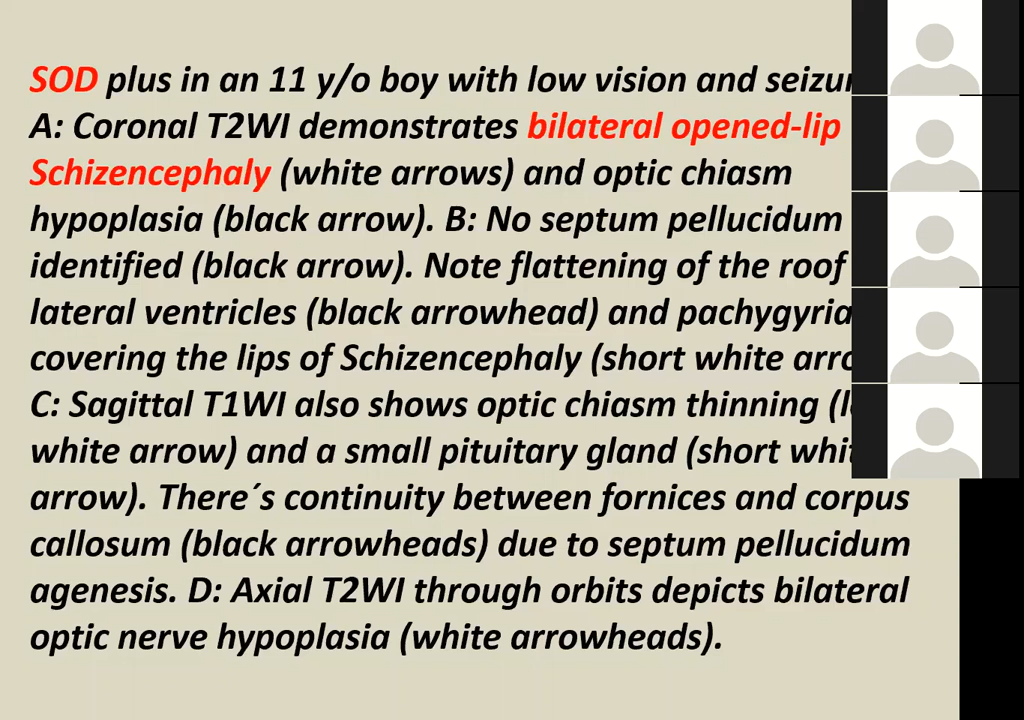 SOD plus in an 11 y/o boy with low vision and
A: Coronal T2WI demonstrates bilateral opened-lip
Schizencephaly (white arrows) and optic chiasm
hypoplasia (black arrow). B: No septum pellucidum
identified (black arrow). Note flattening of the roof
lateral ventricles (black arrowhead) and pachygyria
covering the lips of Schizencephaly (short white
C: Sagittal T1WI also shows optic chiasm thinning
white arrow) and a small pituitary gland (short
arrow). There´s continuity between fornices and corpus
callosum (black arrowheads) due to septum pellucidum
agenesis. D: Axial T2WI through orbits depicts bilateral
optic nerve hypoplasia (white arrowheads).